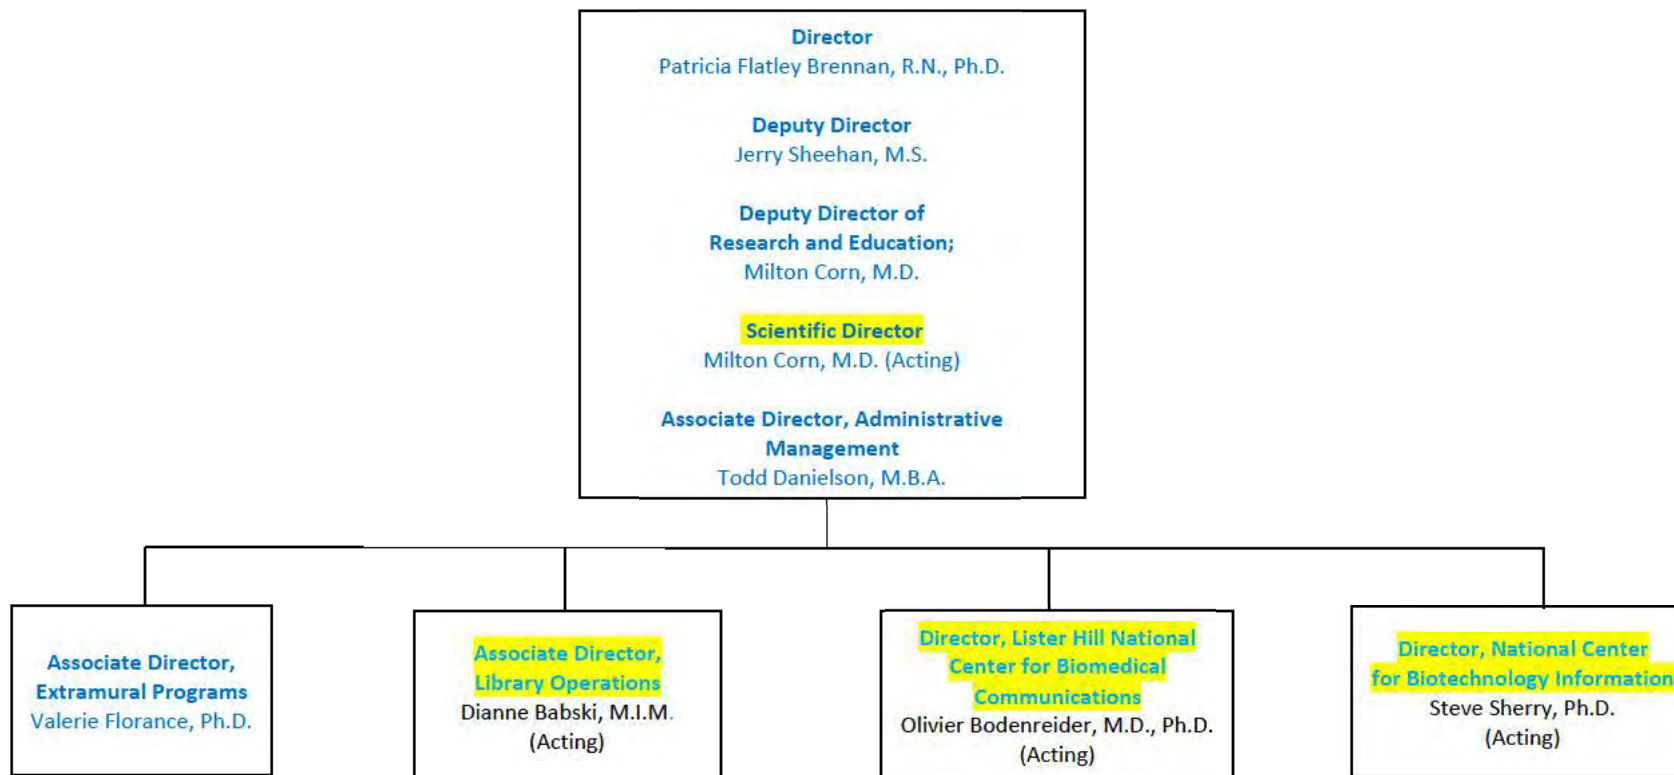 Director
Patricia Flatley Brennan, R.N., Ph.D.
Deputy Director
Jerry Sheehan, M.S.
Deputy Director of
Research and Education;
Milton Corn, M.D.
Scientific Director
Milton Corn, M.D. (Acting)
Associate Director, Administrative
Management
Todd Danielson, M.B.A.
Associate Director,
Extramural Programs
Valerie Florance, Ph.D.
Associate Director,
Library Operations
Dianne Babski, M.I.M.
(Acting)
Director, Lister Hill National
Center for Biomedical
Communications
Olivier Bodenreider, M.D., Ph.D.
(Acting)
Director, National Center
for Biotechnology Information
Steve Sherry, Ph.D.
(Acting)